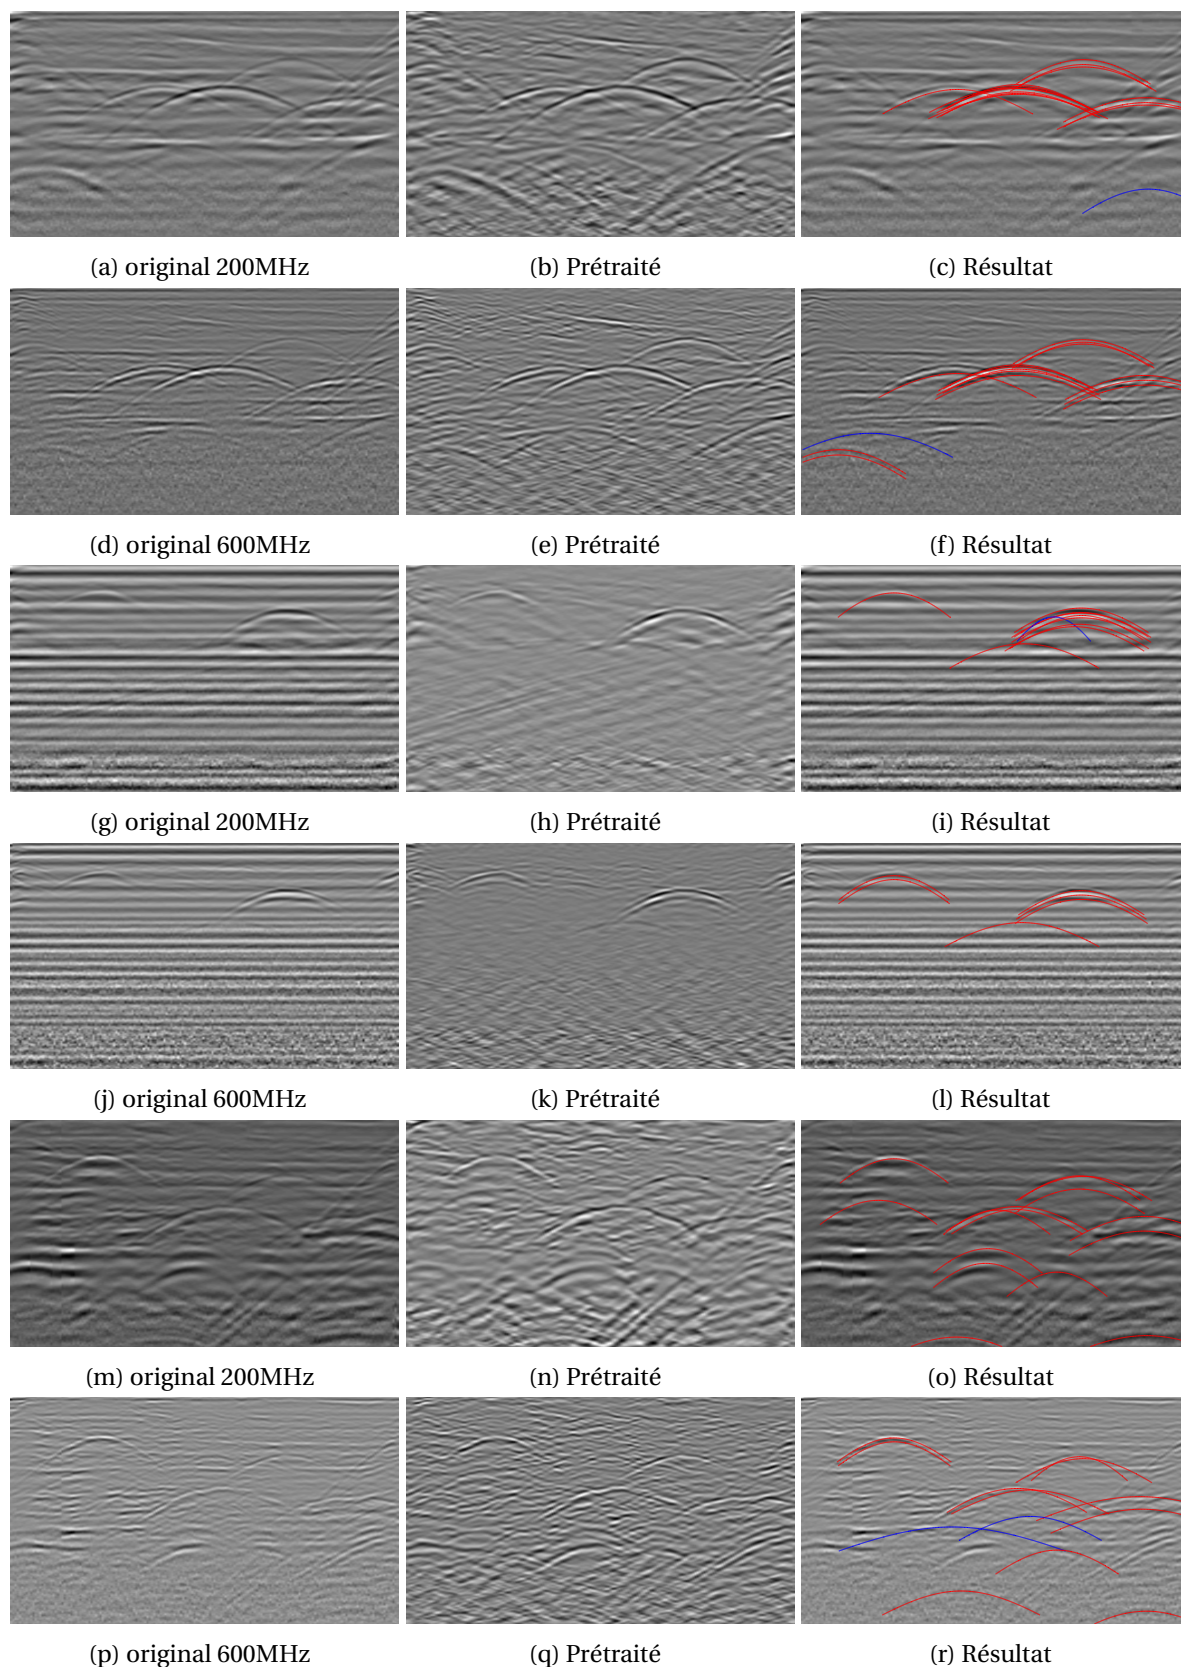 (a) original 200MHz
(b) Prétraité
(c) Résultat
(d) original 600MHz
(e) Prétraité
(f) Résultat
(g) original 200MHz
(h) Prétraité
(i) Résultat
(j) original 600MHz
(k) Prétraité
(l) Résultat
(m) original 200MHz
(n) Prétraité
(o) Résultat
(p) original 600MHz
(q) Prétraité
(r) Résultat